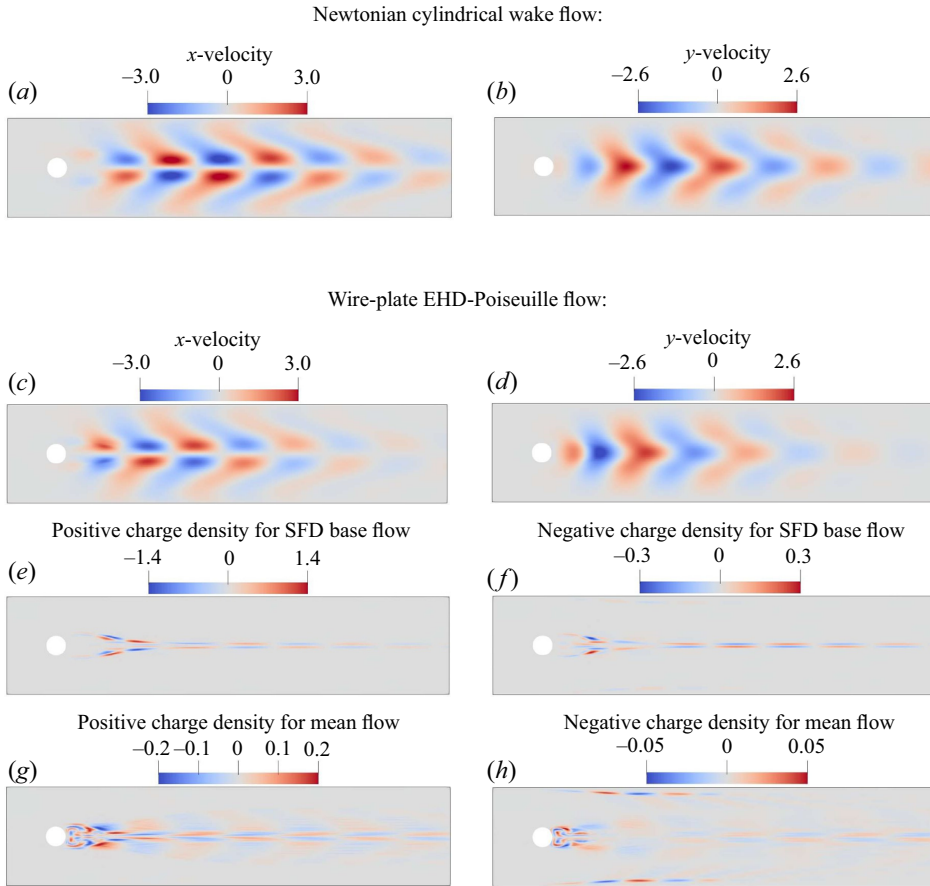 Newtonian cylindrical wake flow:
x-velocity
y-velocity
−3.0 0 3.0
−2.6 0 2.6
(a)
(b)
Wire-plate EHD-Poiseuille flow:
x-velocity
y-velocity
−3.0 0 3.0
−2.6 0 2.6
(c)
(d)
Positive charge density for SFD base flow
Negative charge density for SFD base flow
−1.4 0 1.4
−0.3 0 0.3
(e)
(f)
Positive charge density for mean flow
Negative charge density for mean flow
−0.2 −0.1 0 0.1 0.2
−0.05 0 0.05
(g)
(h)